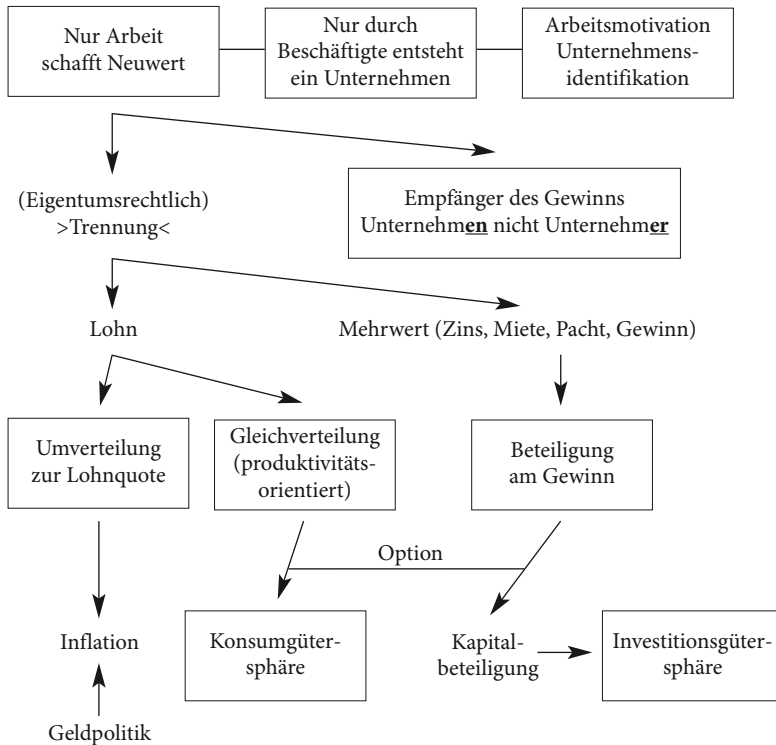 Nur Arbeit
schafft Neuwert
Nur durch
Beschäftigte entsteht
ein Unternehmen
Arbeitsmotivation
Unternehmens-
identifikation
(Eigentumsrechtlich)
>Trennung<
Empfänger des Gewinns
Unternehmen nicht Unternehmer
Lohn
Mehrwert (Zins, Miete, Pacht, Gewinn)
Umverteilung
zur Lohnquote
Gleichverteilung
(produktivitäts-
orientiert)
Beteiligung
am Gewinn
Option
Inflation
Konsumgüter-
sphäre
Kapital-
beteiligung
Investitionsgüter-
sphäre
Geldpolitik